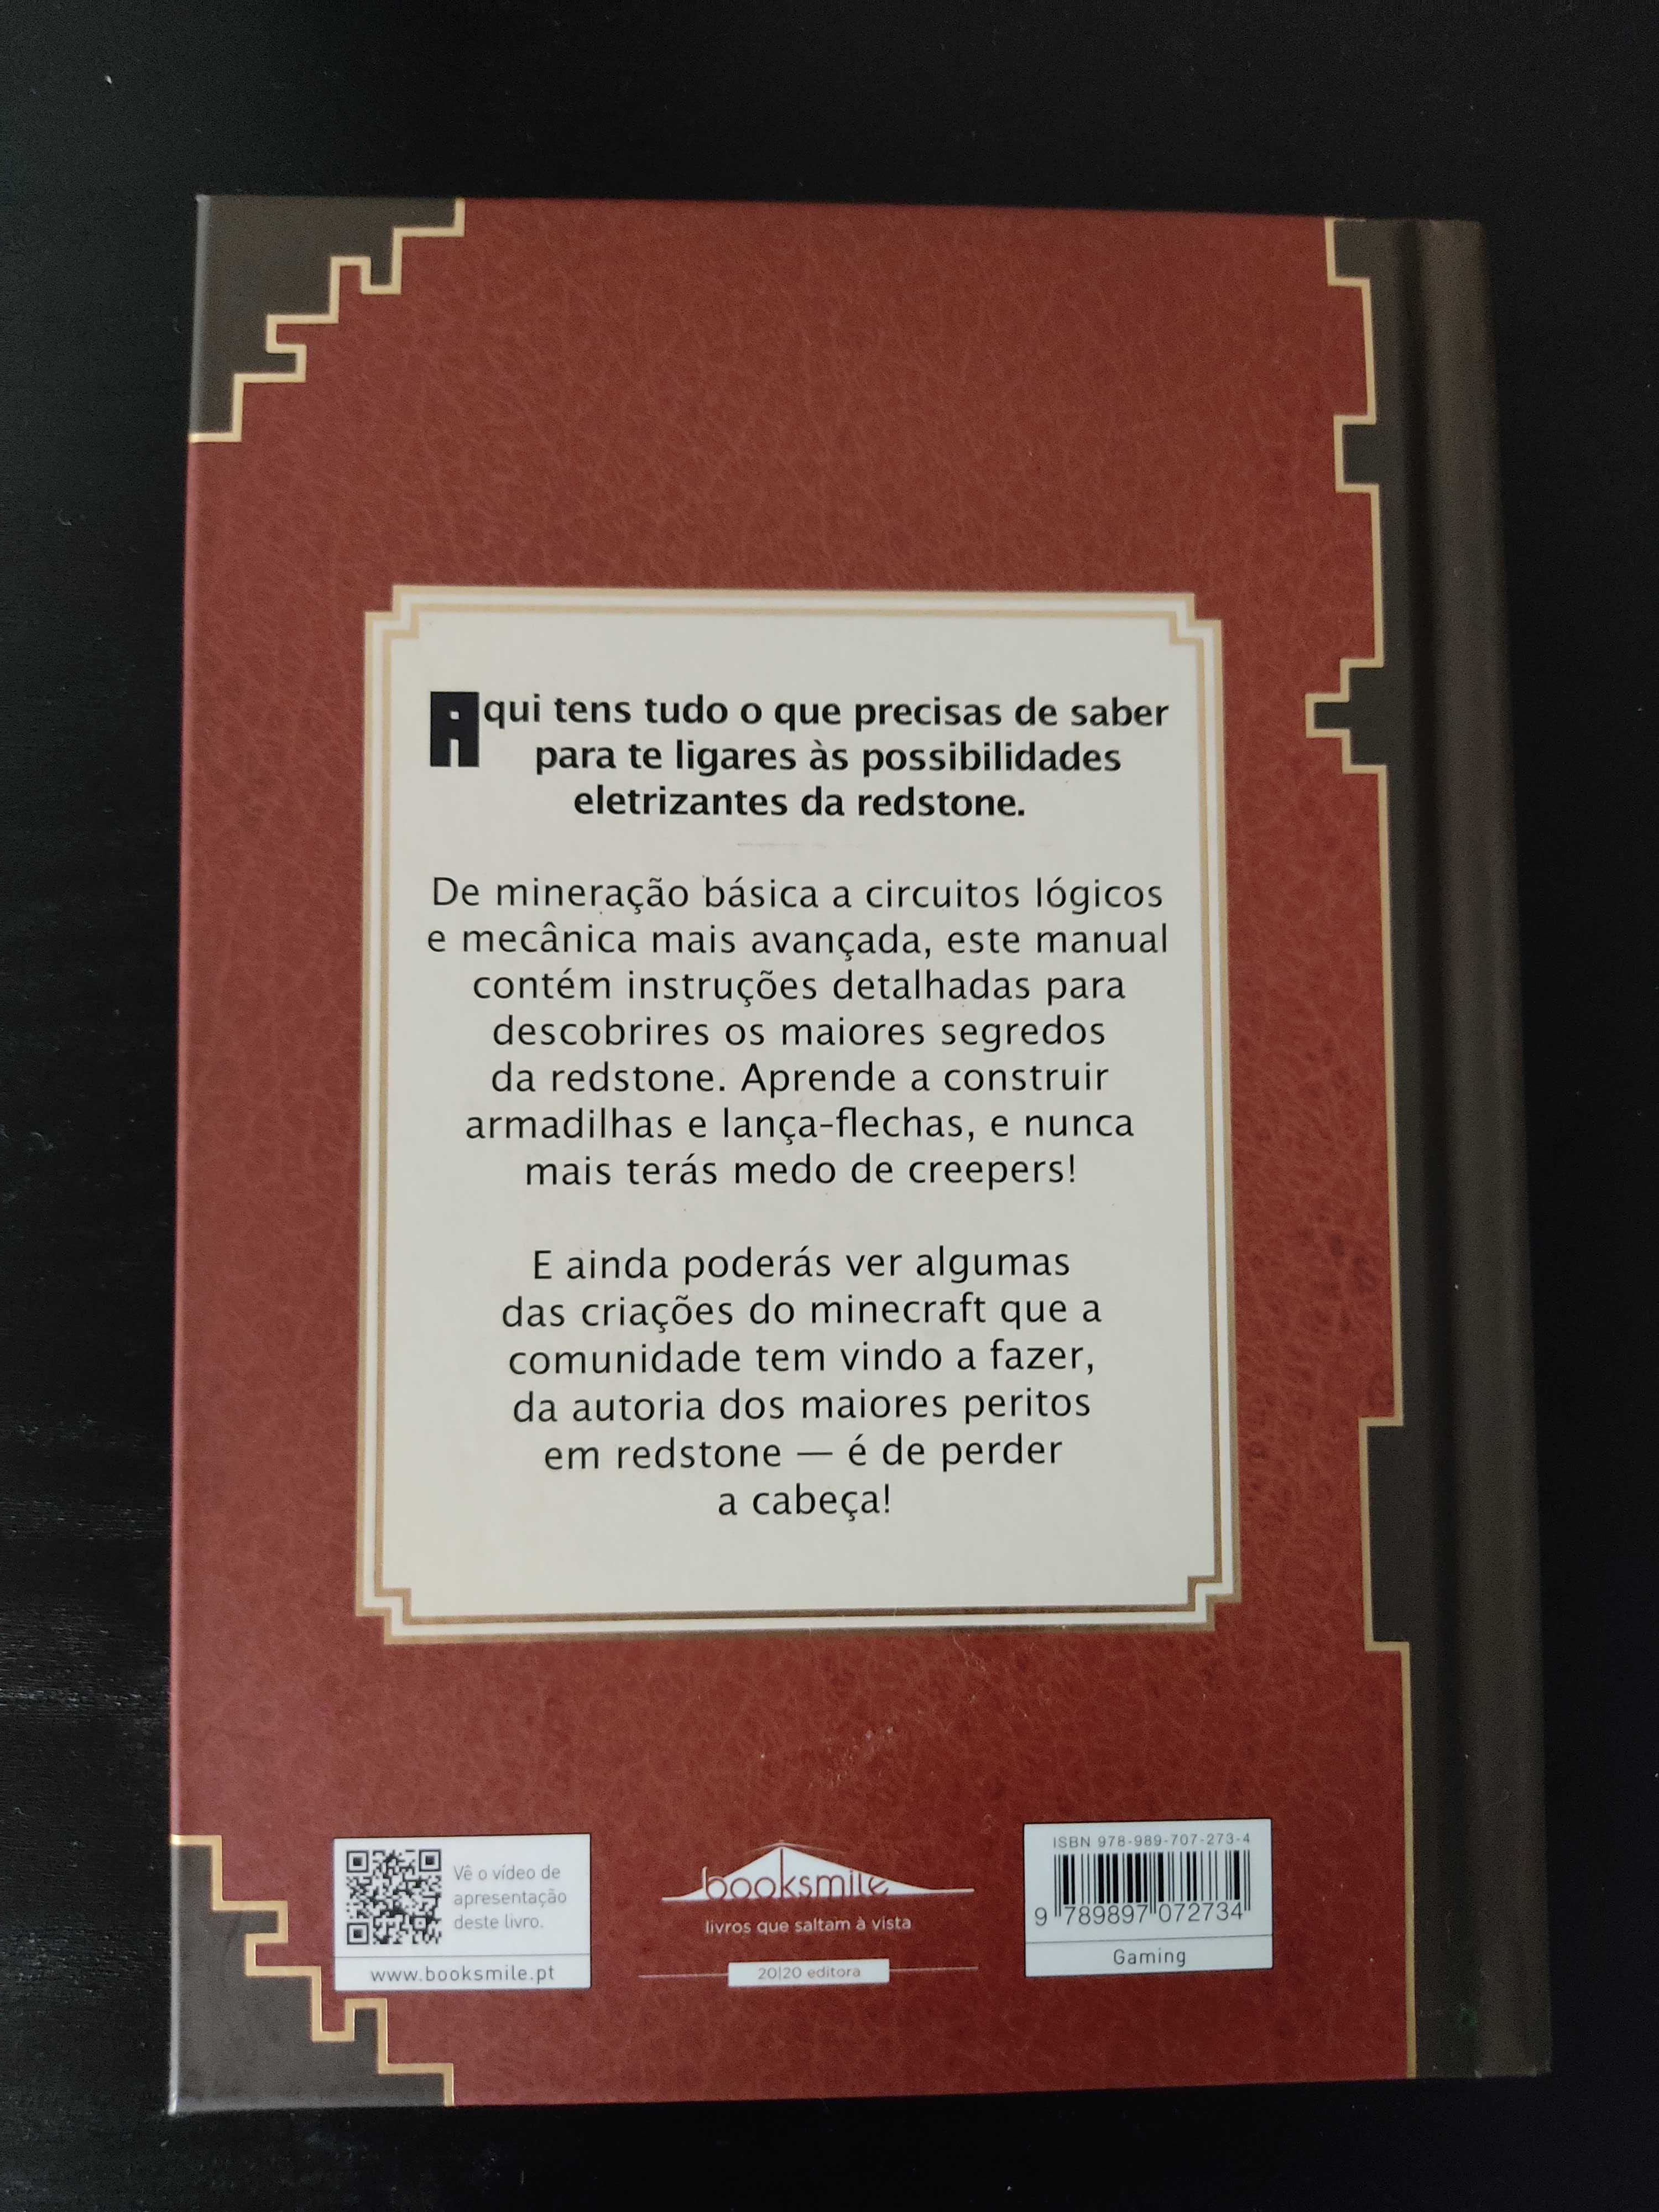 Aqui tens tudo o que precisas de saber
para te ligares às possibilidades
eletrizantes da redstone.
De mineração básica a circuitos lógicos
e mecânica mais avançada, este manual
contém instruções detalhadas para
descobrires os maiores segredos
da redstone. Aprende a construir
armadilhas e lança-flechas, e nunca
mais terás medo de creepers!
E ainda poderás ver algumas
das criações do minecraft que a
comunidade tem vindo a fazer,
da autoria dos maiores peritos
em redstone — é de perder
a cabeça!
Vê o vídeo de
apresentação
deste livro.
www.booksmile.pt
booksmile
livros que saltam à vista
20|20 editora
ISBN 978-989-707-273-4
9 789897 072734
Gaming